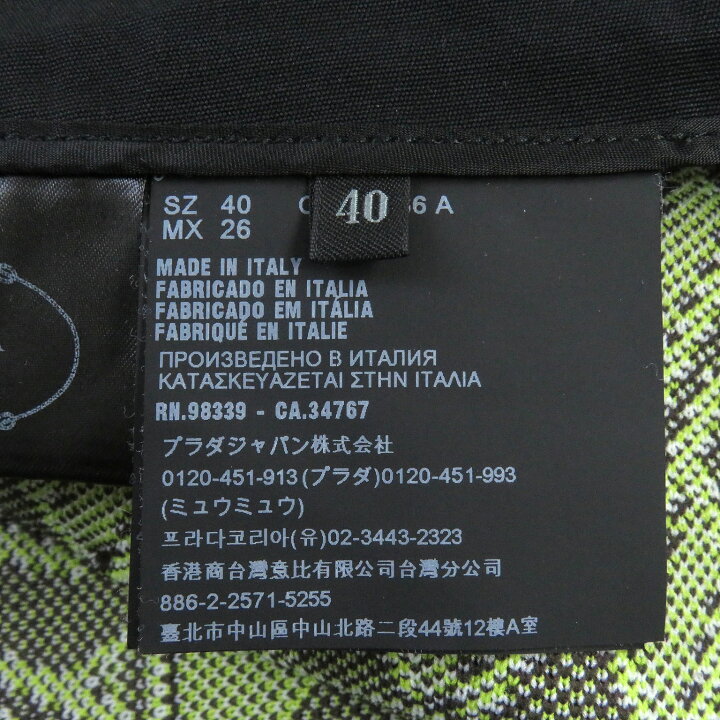 SZ 40
40
6 A
MX 26
MADE IN ITALY
FABRICADO EN ITALIA
FABRICADO EM ITÁLIA
FABRIQUÉ EN ITALIE
ПРОИЗВЕДЕНО В ИТАЛИЯ
ΚΑΤΑΣΚΕΥΑΖΕΤΑΙ ΣΤΗΝ ΙΤΑΛΙΑ
RN.98339 - CA.34767
プラダジャパン株式会社
0120-451-913(プラダ)0120-451-993
(ミュウミュウ)
프라다코리아(유)02-3443-2323
香港商台灣意比有限公司台灣分公司
886-2-2571-5255
臺北市中山區中山北路二段44號12樓A室